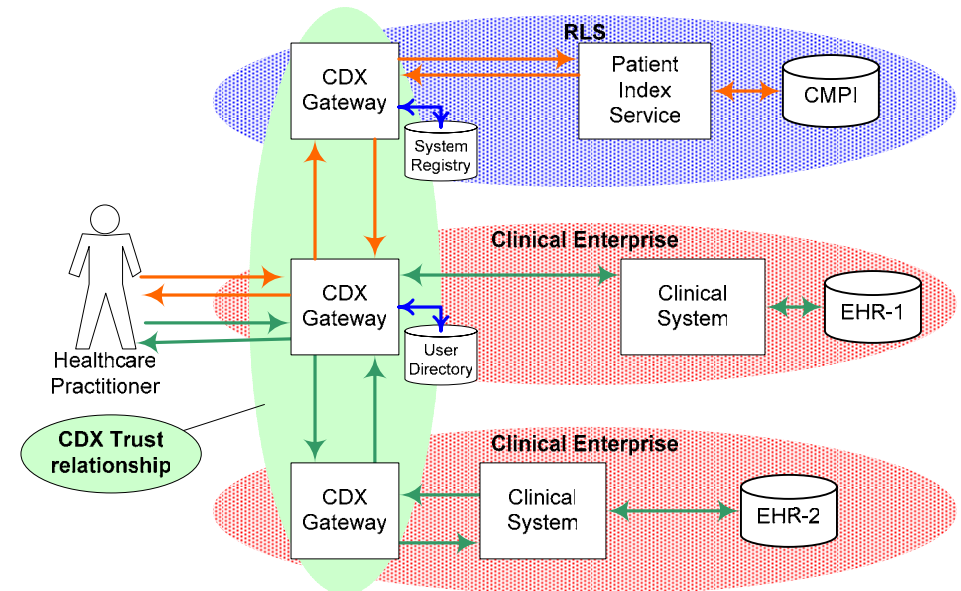 RLS
CDX
Gateway
Patient
Index
Service
CMPI
System
Registry
Clinical Enterprise
CDX
Gateway
Clinical
System
EHR-1
User
Directory
Healthcare
Practitioner
CDX Trust
relationship
Clinical Enterprise
CDX
Gateway
Clinical
System
EHR-2